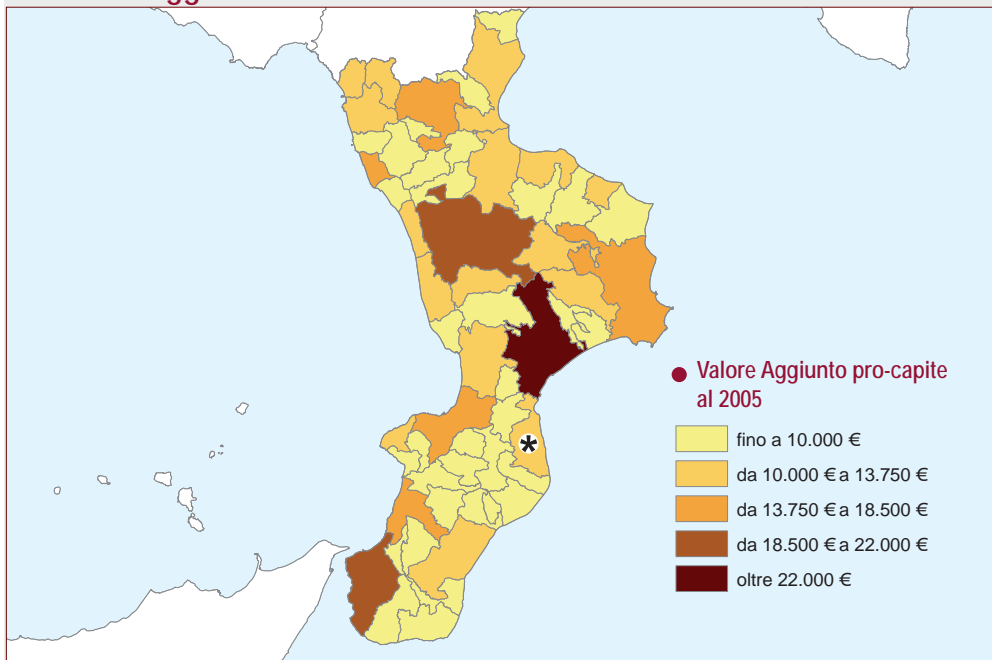 Valore Aggiunto pro-capite
al 2005
fino a 10.000 €
da 10.000 € a 13.750 €
da 13.750 € a 18.500 €
da 18.500 € a 22.000 €
oltre 22.000 €
*